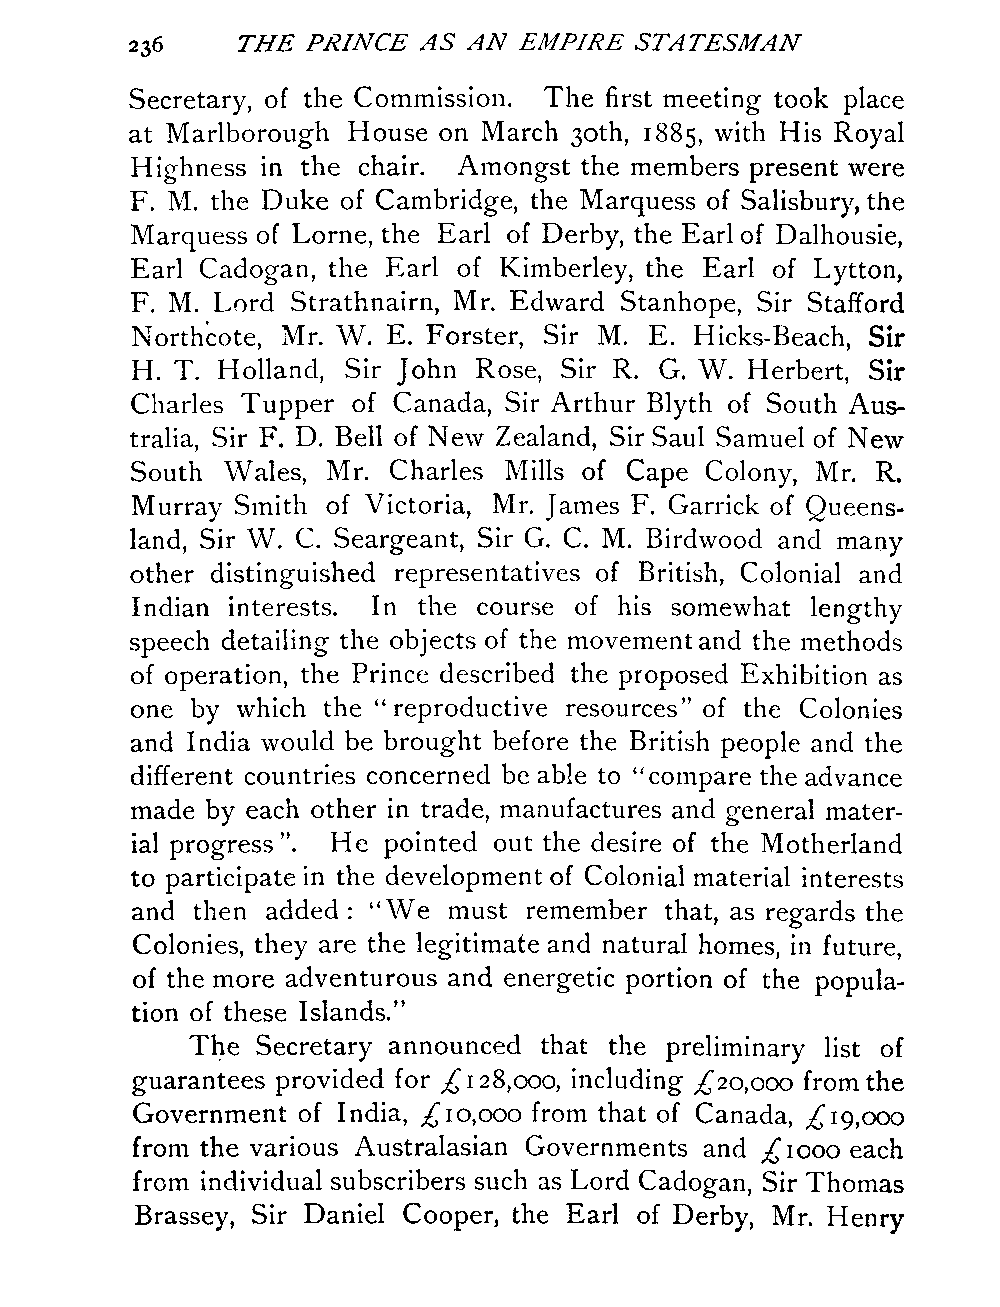 236 THE PRINCE AS AN EMPIRE STATESMAN
Secretary, of the Commission. The first meeting took place
at Marlborough House on March 30th, 1885, with His Royal
Highness in the chair. Amongst the members present were
F. M. the Duke of Cambridge, the Marquess of Salisbury, the
Marquess of Lorne, the Earl of Derby, the Earl of Dalhousie,
Earl Cadogan, the Earl of Kimberley, the Earl of Lytton,
F. M. Lord Strathnairn, Mr. Edward Stanhope, Sir Stafford
Northcote, Mr. W. E. Forster, Sir M. E. Hicks-Beach, Sir
H. T. Holland, Sir John Rose, Sir R. G. W. Herbert, Sir
Charles Tupper of Canada, Sir Arthur Blyth of South Aus-
tralia, Sir F. D. Bell of New Zealand, Sir Saul Samuel of New
South Wales, Mr. Charles Mills of Cape Colony, Mr. R.
Murray Smith of Victoria, Mr. James F. Garrick of Queens-
land, Sir W. C. Seargeant, Sir G. C. M. Birdwood and many
other distinguished representatives of British, Colonial and
Indian interests. In the course of his somewhat lengthy
speech detailing the objects of the movement and the methods
of operation, the Prince described the proposed Exhibition as
one by which the "reproductive resources" of the Colonies
and India would be brought before the British people and the
different countries concerned be able to "compare the advance
made by each other in trade, manufactures and general mater-
ial progress". He pointed out the desire of the Motherland
to participate in the development of Colonial material interests
and then added: "We must remember that, as regards the
Colonies, they are the legitimate and natural homes, in future,
of the more adventurous and energetic portion of the popula-
tion of these Islands."
The Secretary announced that the preliminary list of
guarantees provided for £128,000, including £20,000 from the
Government of India, £10,000 from that of Canada, £19,000
from the various Australasian Governments and £1000 each
from individual subscribers such as Lord Cadogan, Sir Thomas
Brassey, Sir Daniel Cooper, the Earl of Derby, Mr. Henry